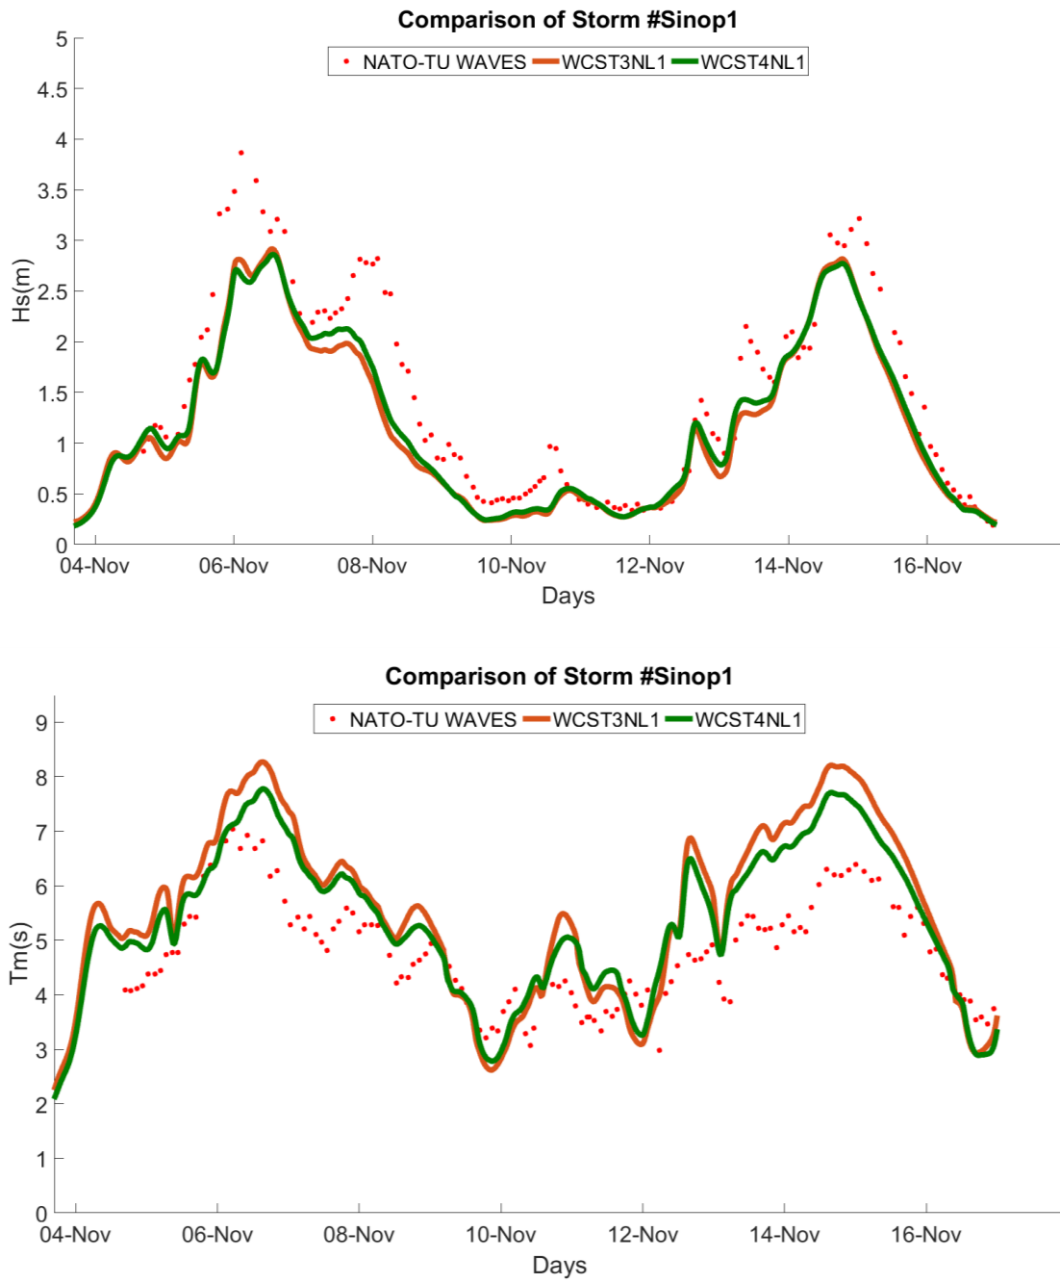 Comparison of Storm #Sinop1
NATO-TU WAVES WCST3NL1 WCST4NL1
5
4.5
4
3.5
3
2.5
2
1.5
1
0.5
0
Hs(m)
04-Nov 06-Nov 08-Nov 10-Nov 12-Nov 14-Nov 16-Nov
Days
Comparison of Storm #Sinop1
NATO-TU WAVES WCST3NL1 WCST4NL1
9
8
7
6
5
4
3
2
1
0
Tm(s)
04-Nov 06-Nov 08-Nov 10-Nov 12-Nov 14-Nov 16-Nov
Days